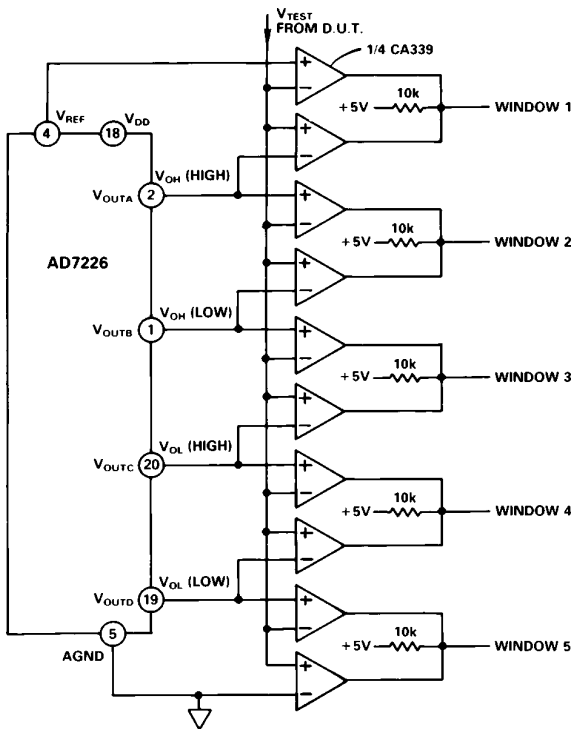 V_TEST
FROM D.U.T.
1/4 CA339
+5V 10k WINDOW 1
V_REF
4
V_DD
18
V_OUTA 2 V_OH (HIGH)
+5V 10k WINDOW 2
AD7226
V_OUTB 1 V_OH (LOW)
+5V 10k WINDOW 3
V_OUTC 20 V_OL (HIGH)
+5V 10k WINDOW 4
V_OUTD 19 V_OL (LOW)
5
AGND
+5V 10k WINDOW 5
+
−
+
−
+
−
+
−
+
−
+
−
+
−
+
−
+
−
+
−